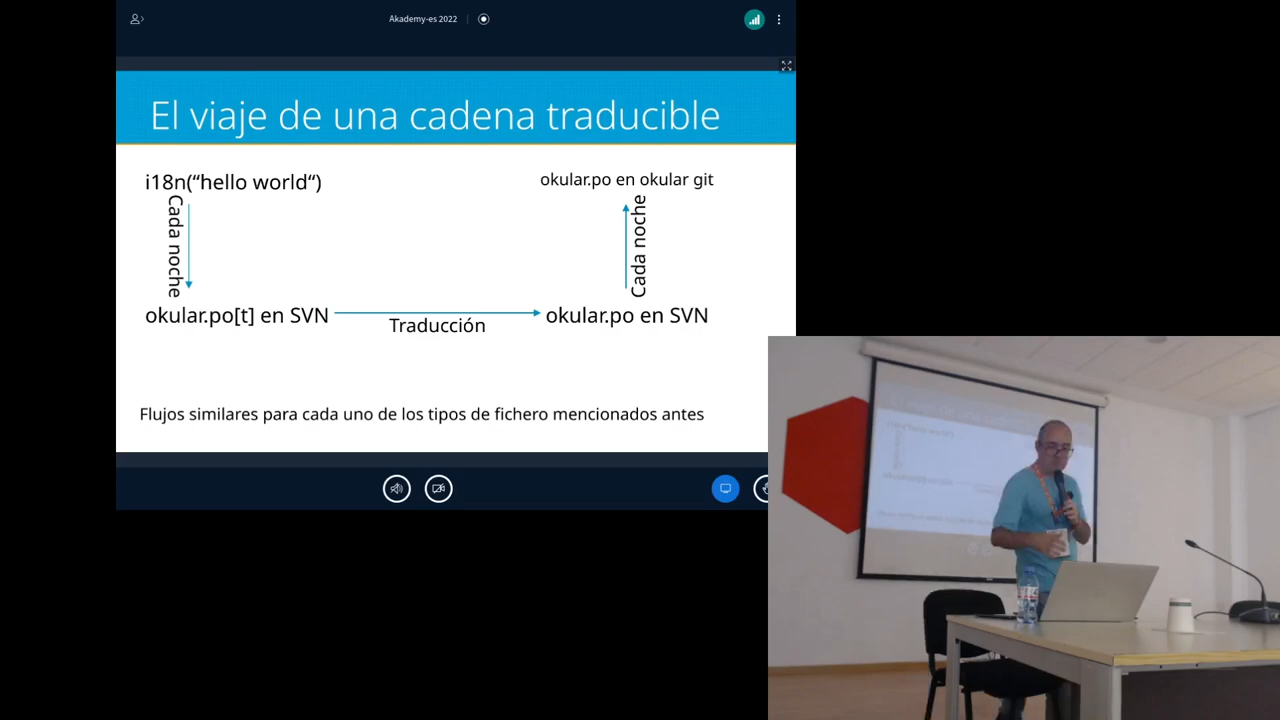 Akademy-es 2022
El viaje de una cadena traducible
i18n(“hello world“)
okular.po en okular git
Cada noche
Cada noche
okular.po[t] en SVN
Traducción
okular.po en SVN
Flujos similares para cada uno de los tipos de fichero mencionados antes